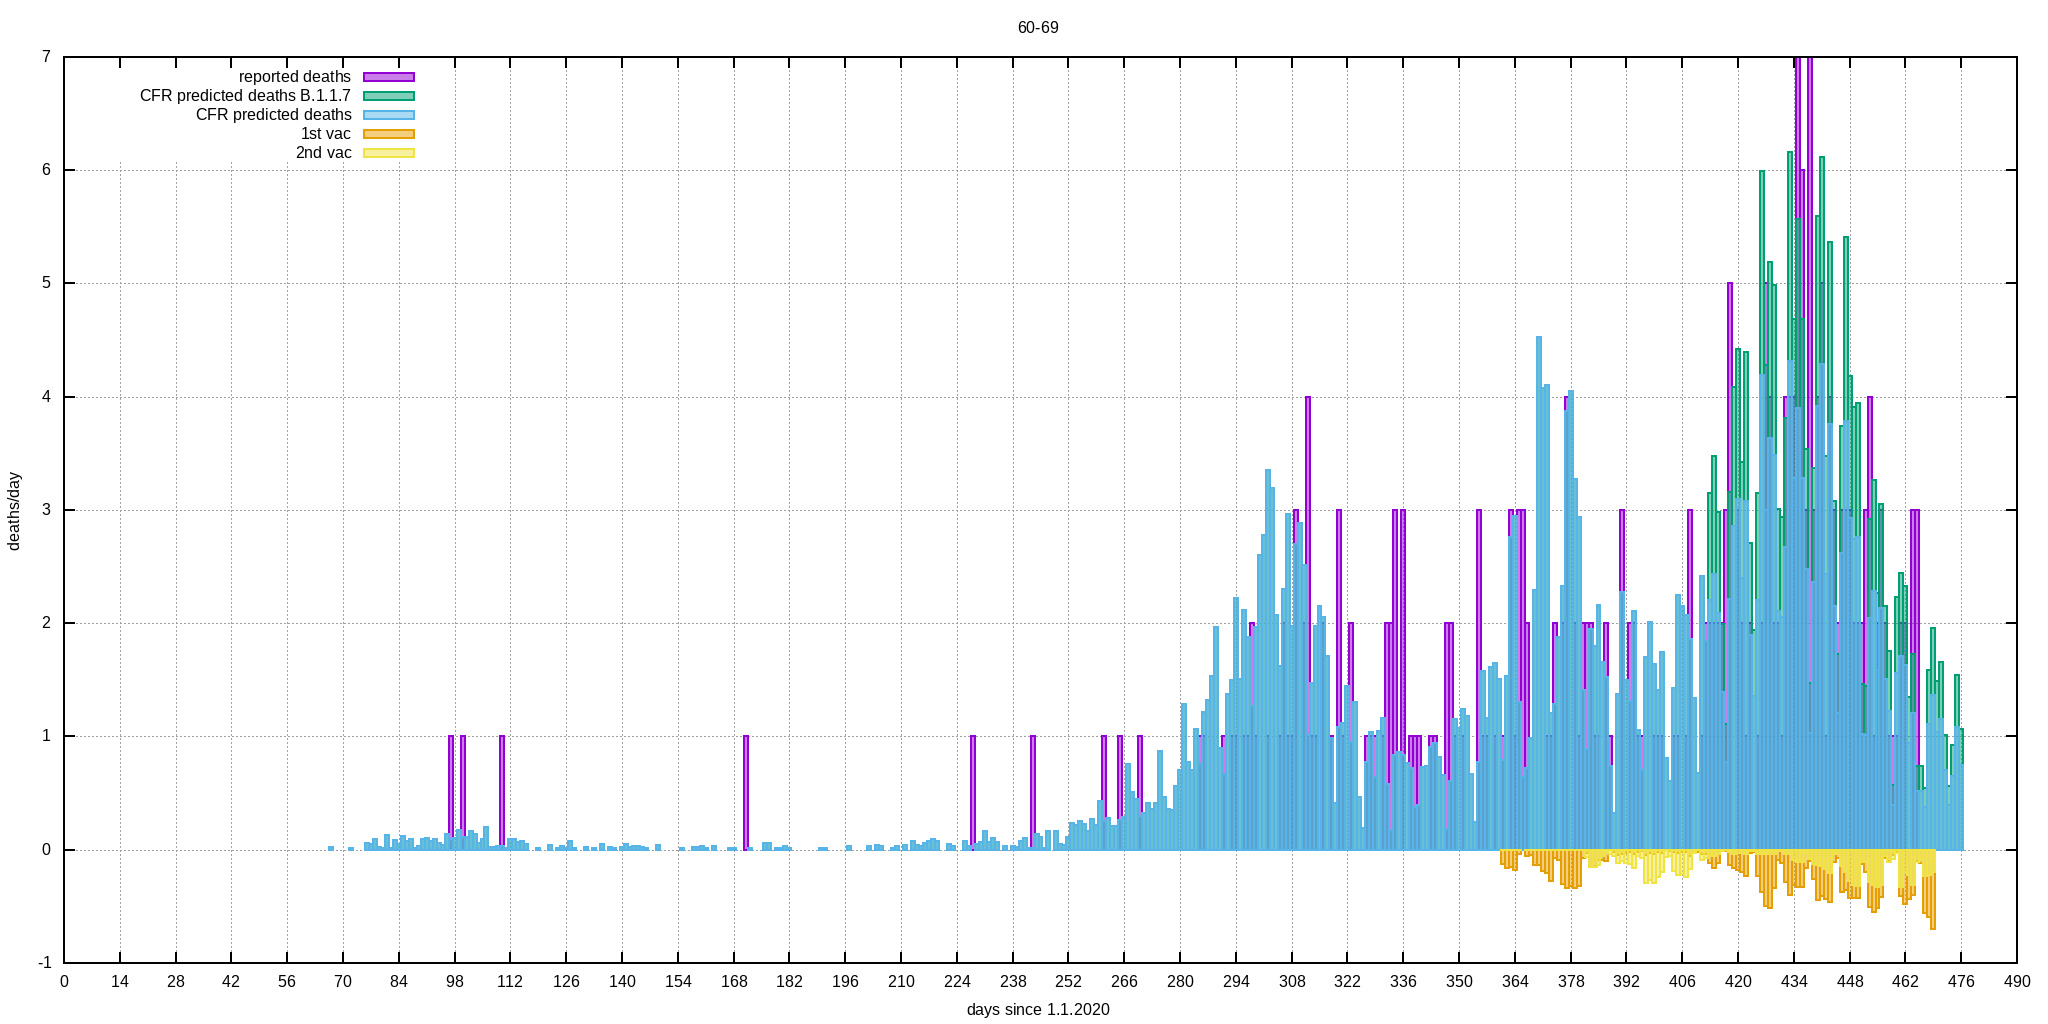 60-69
7
reported deaths
CFR predicted deaths B.1.1.7
CFR predicted deaths
1st vac
2nd vac
6
5
4
deaths/day
3
2
1
0
-1
0 14 28 42 56 70 84 98 112 126 140 154 168 182 196 210 224 238 252 266 280 294 308 322 336 350 364 378 392 406 420 434 448 462 476 490
days since 1.1.2020